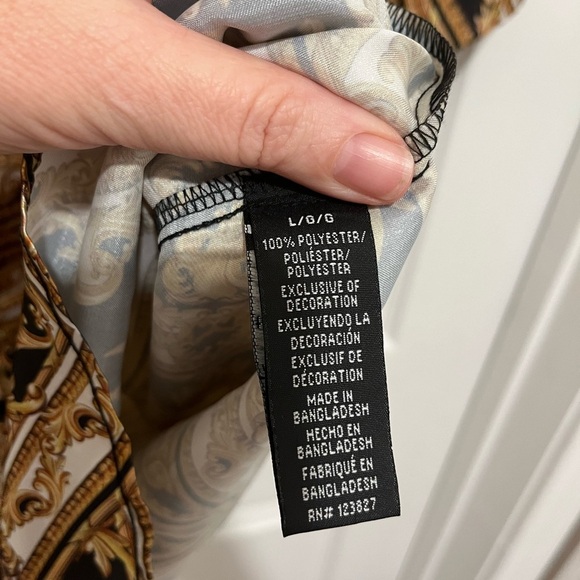 L/G/G
100% POLYESTER/
POLIÉSTER/
POLYESTER
EXCLUSIVE OF
DECORATION
EXCLUYENDO LA
DECORACIÓN
EXCLUSIF DE
DÉCORATION
MADE IN
BANGLADESH
HECHO EN
BANGLADESH
FABRIQUÉ EN
BANGLADESH
RN# 123827